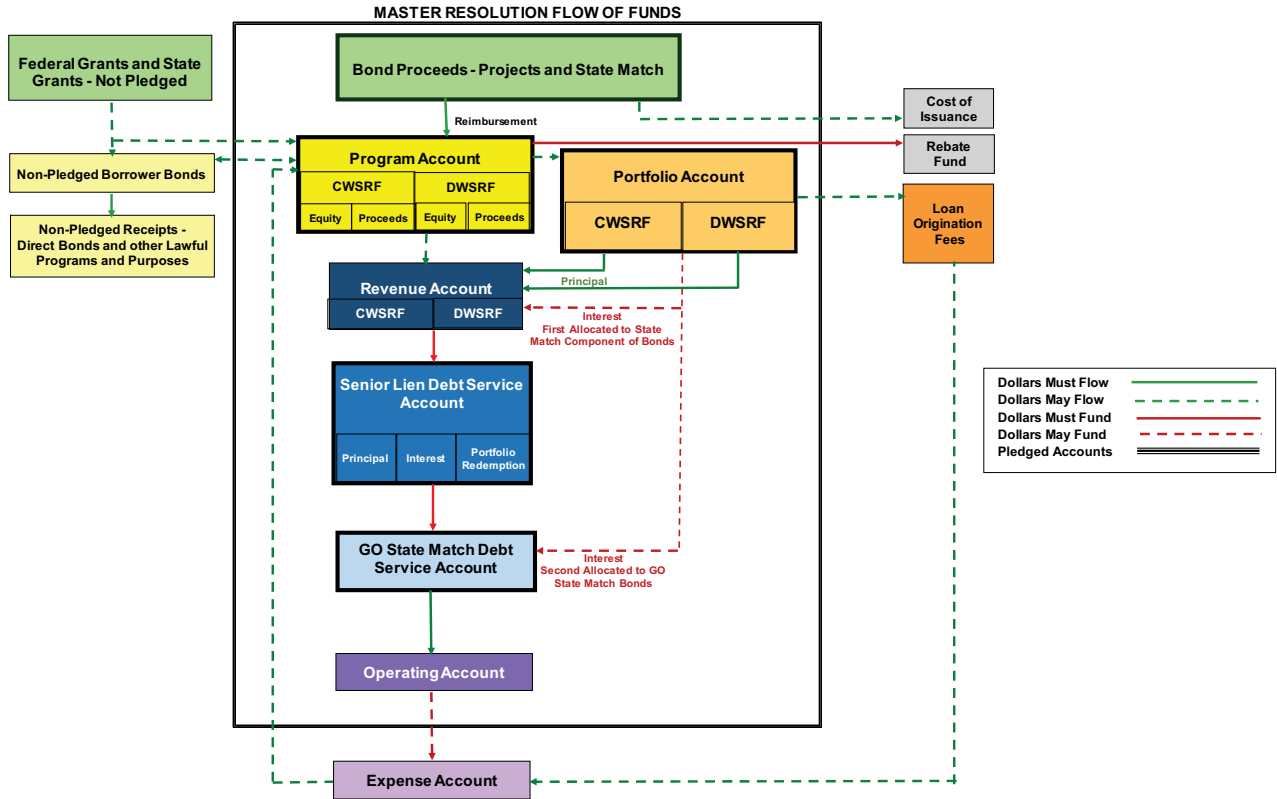 MASTER RESOLUTION FLOW OF FUNDS
Federal Grants and State
Grants - Not Pledged
Bond Proceeds - Projects and State Match
Cost of
Issuance
Reimbursement
Rebate
Fund
Program Account
CWSRF
DWSRF
Equity
Proceeds
Equity
Proceeds
Portfolio Account
CWSRF
DWSRF
Non-Pledged Borrower Bonds
Non-Pledged Receipts -
Direct Bonds and other Lawful
Programs and Purposes
Loan
Origination
Fees
Principal
Revenue Account
CWSRF
DWSRF
Interest
First Allocated to State
Match Component of Bonds
Senior Lien Debt Service
Account
Principal
Interest
Portfolio
Redemption
Dollars Must Flow
Dollars May Flow
Dollars Must Fund
Dollars May Fund
Pledged Accounts
GO State Match Debt
Service Account
Interest
Second Allocated to GO
State Match Bonds
Operating Account
Expense Account